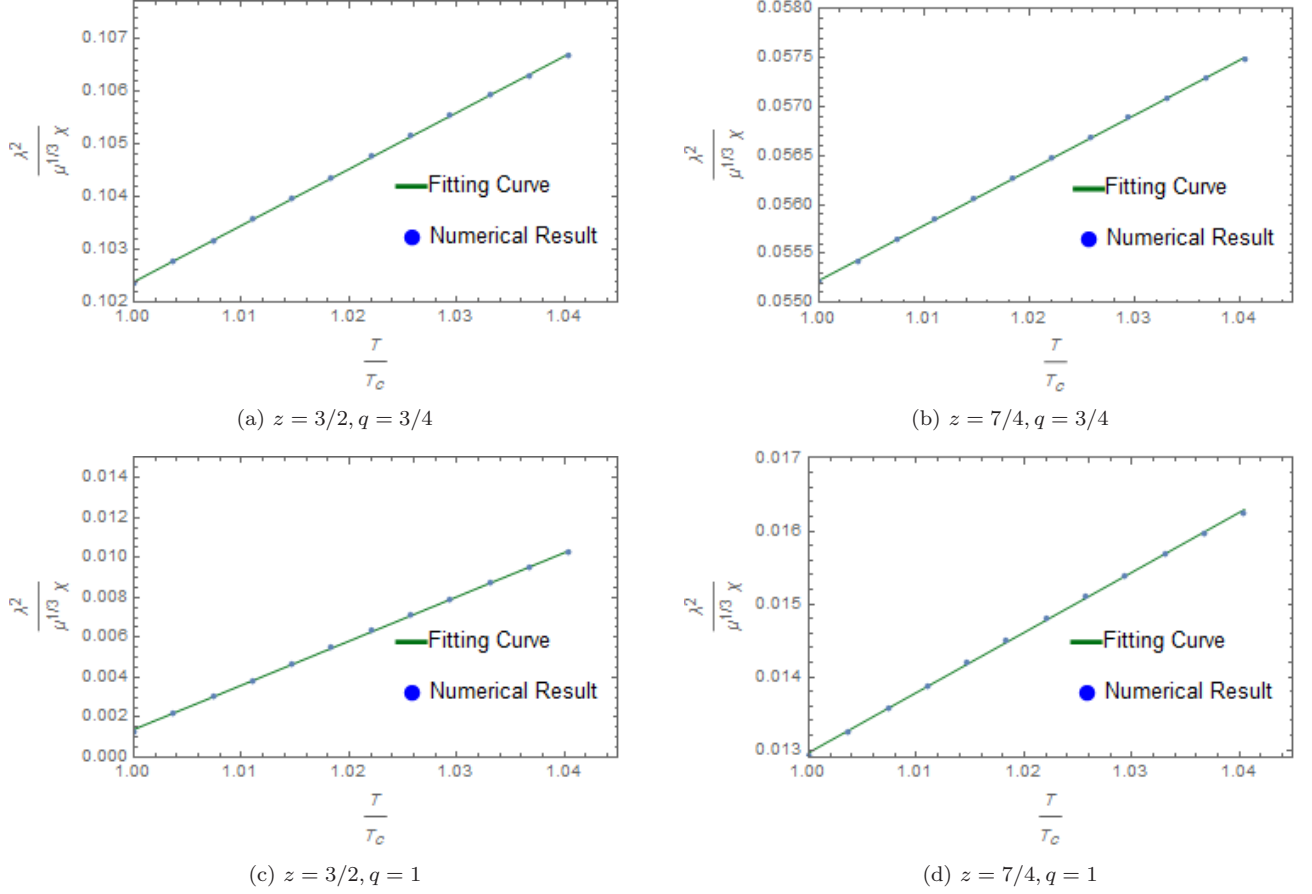 0.107
0.106
0.105
0.104
0.103
0.102
λ²
μ^{1/3} χ
1.00 1.01 1.02 1.03 1.04
T
T_c
Fitting Curve
Numerical Result
(a) z = 3/2, q = 3/4
0.0580
0.0575
0.0570
0.0565
0.0560
0.0555
0.0550
λ²
μ^{1/3} χ
1.00 1.01 1.02 1.03 1.04
T
T_c
Fitting Curve
Numerical Result
(b) z = 7/4, q = 3/4
0.014
0.012
0.010
0.008
0.006
0.004
0.002
0.000
λ²
μ^{1/3} χ
1.00 1.01 1.02 1.03 1.04
T
T_c
Fitting Curve
Numerical Result
(c) z = 3/2, q = 1
0.017
0.016
0.015
0.014
0.013
λ²
μ^{1/3} χ
1.00 1.01 1.02 1.03 1.04
T
T_c
Fitting Curve
Numerical Result
(d) z = 7/4, q = 1